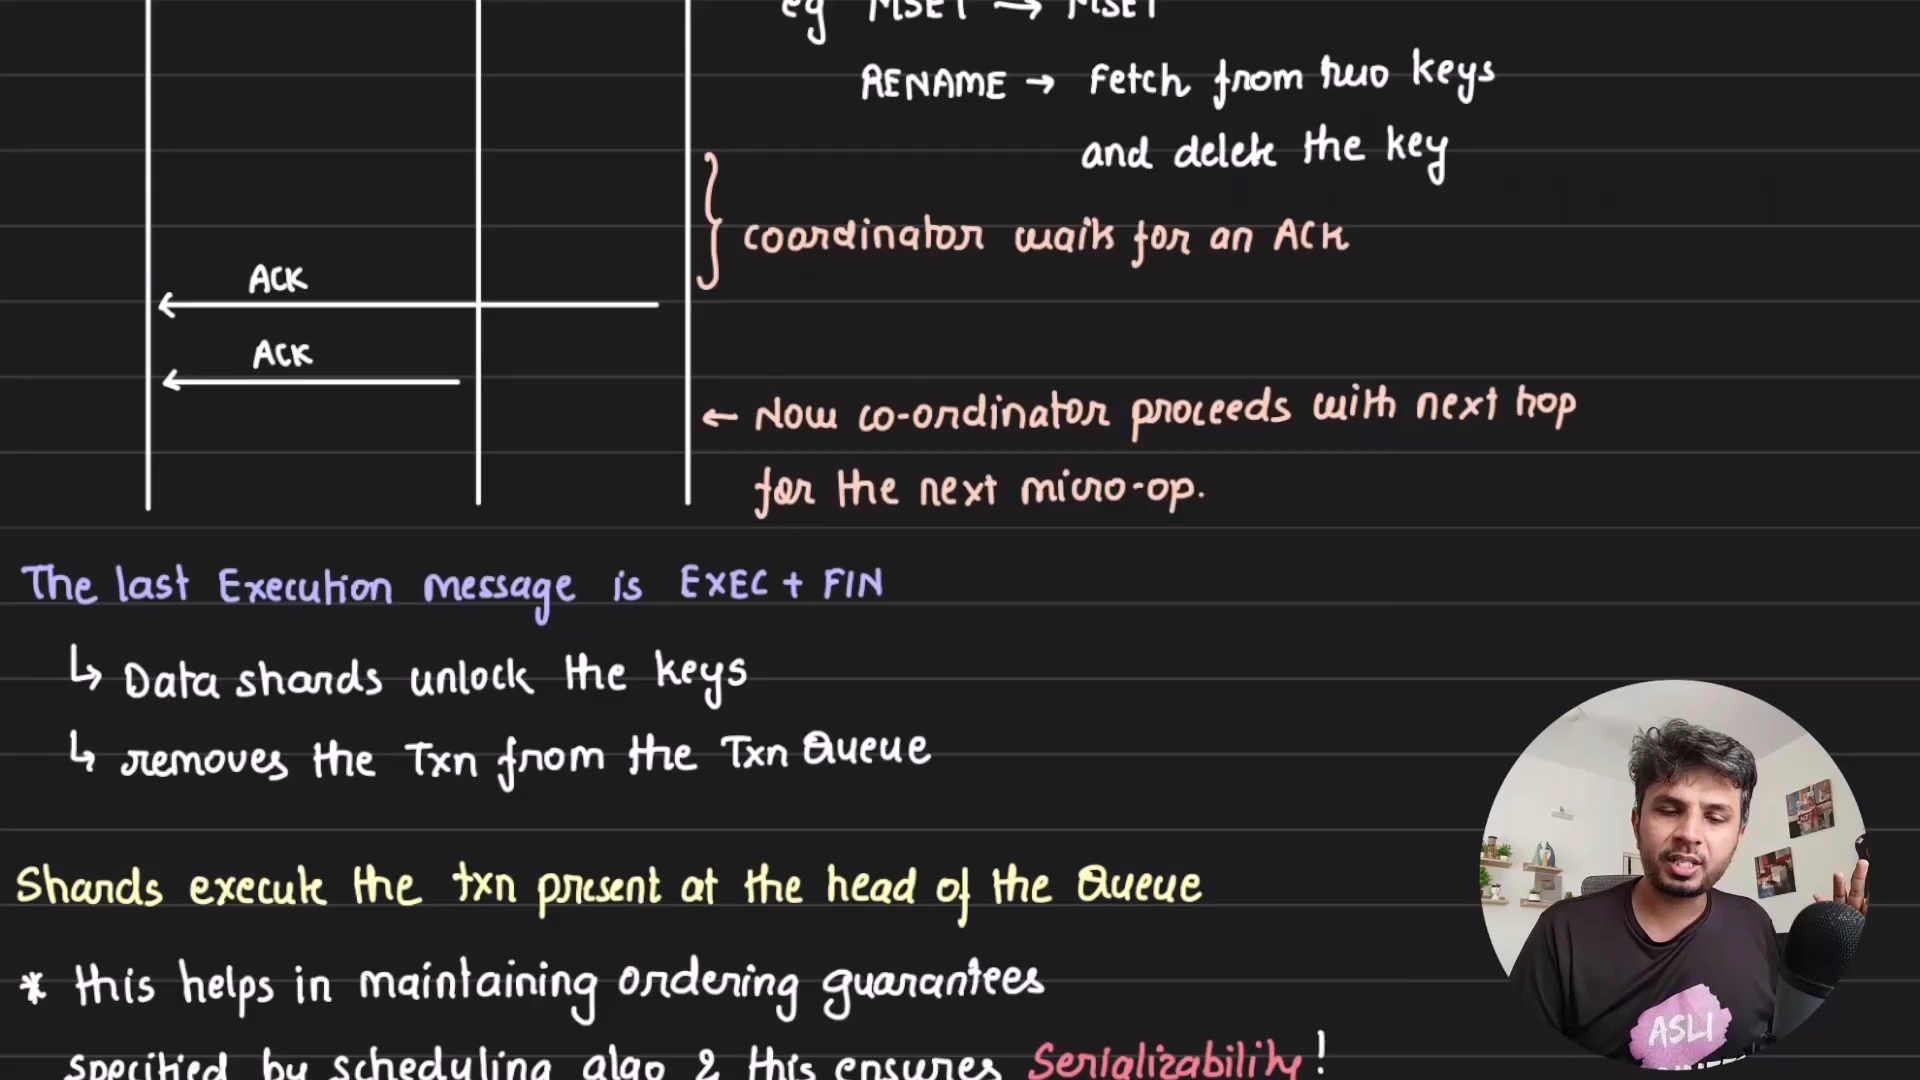 eg MSET → MSET
RENAME → Fetch from two keys
and delete the key
coordinator waits for an ACK
ACK
ACK
← Now co-ordinator proceeds with next hop
for the next micro-op.
The last Execution message is EXEC + FIN
↳ Data shards unlock the keys
↳ removes the Txn from the Txn Queue
Shards execute the txn present at the head of the Queue
* this helps in maintaining ordering guarantees
specified by scheduling algo & this ensures Serializability!
ASLI